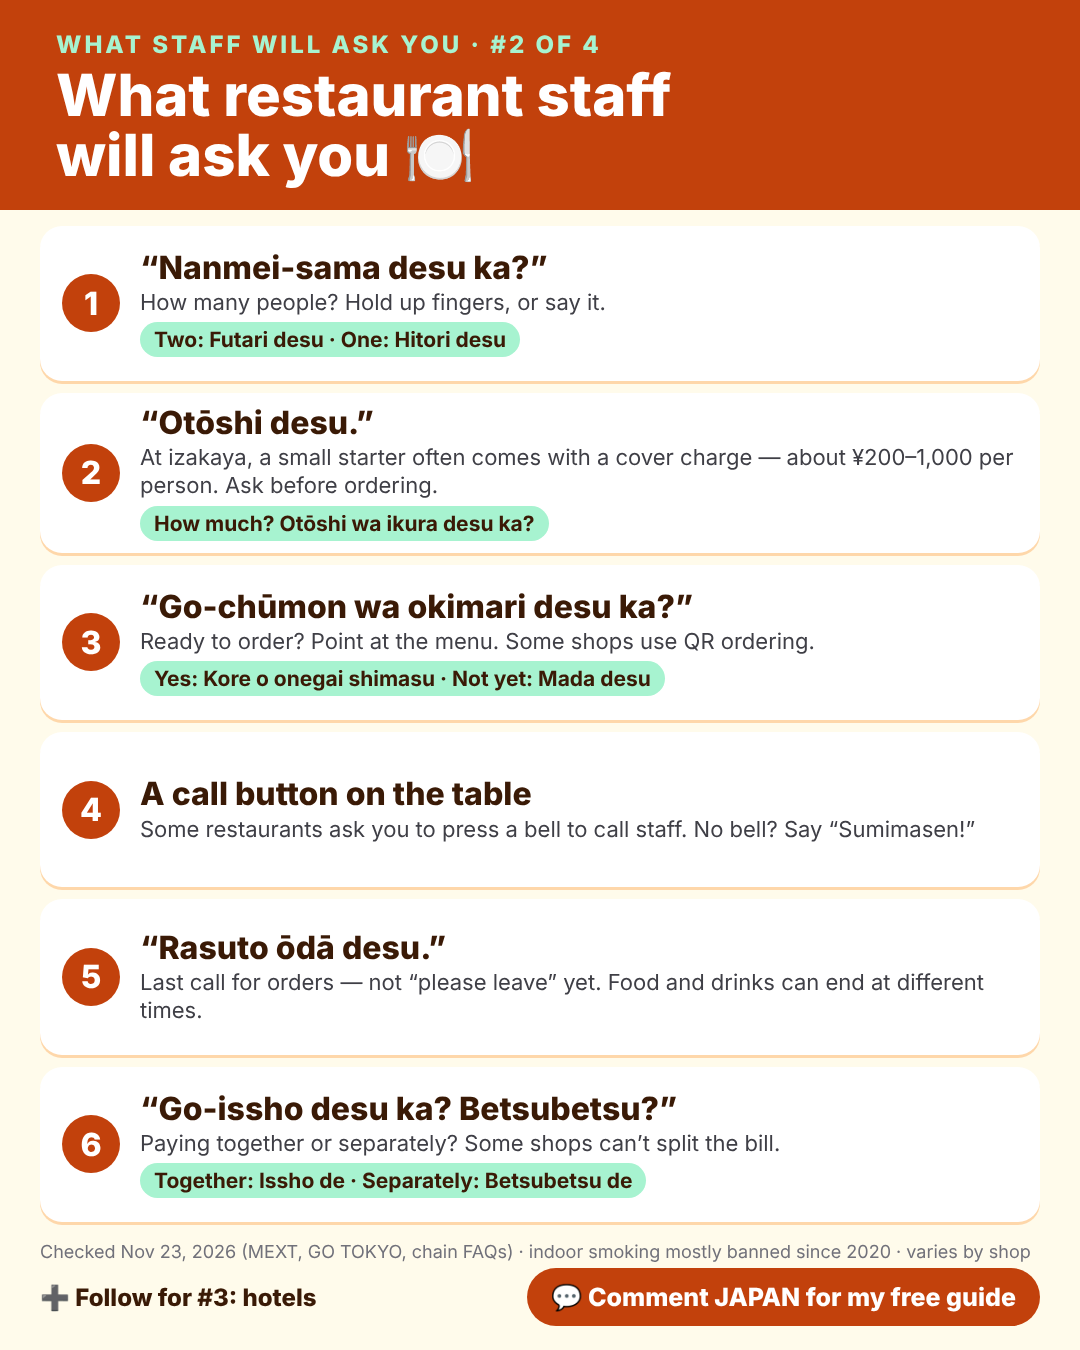 WHAT STAFF WILL ASK YOU · #2 OF 4
What restaurant staff
will ask you 🍽️
1
“Nanmei-sama desu ka?”
How many people? Hold up fingers, or say it.
Two: Futari desu · One: Hitori desu
2
“Otōshi desu.”
At izakaya, a small starter often comes with a cover charge — about ¥200–1,000 per
person. Ask before ordering.
How much? Otōshi wa ikura desu ka?
3
“Go-chūmon wa okimari desu ka?”
Ready to order? Point at the menu. Some shops use QR ordering.
Yes: Kore o onegai shimasu · Not yet: Mada desu
4
A call button on the table
Some restaurants ask you to press a bell to call staff. No bell? Say “Sumimasen!”
5
“Rasuto ōdā desu.”
Last call for orders — not “please leave” yet. Food and drinks can end at different
times.
6
“Go-issho desu ka? Betsubetsu?”
Paying together or separately? Some shops can’t split the bill.
Together: Issho de · Separately: Betsubetsu de
Checked Nov 23, 2026 (MEXT, GO TOKYO, chain FAQs) · indoor smoking mostly banned since 2020 · varies by shop
➕ Follow for #3: hotels
💬 Comment JAPAN for my free guide